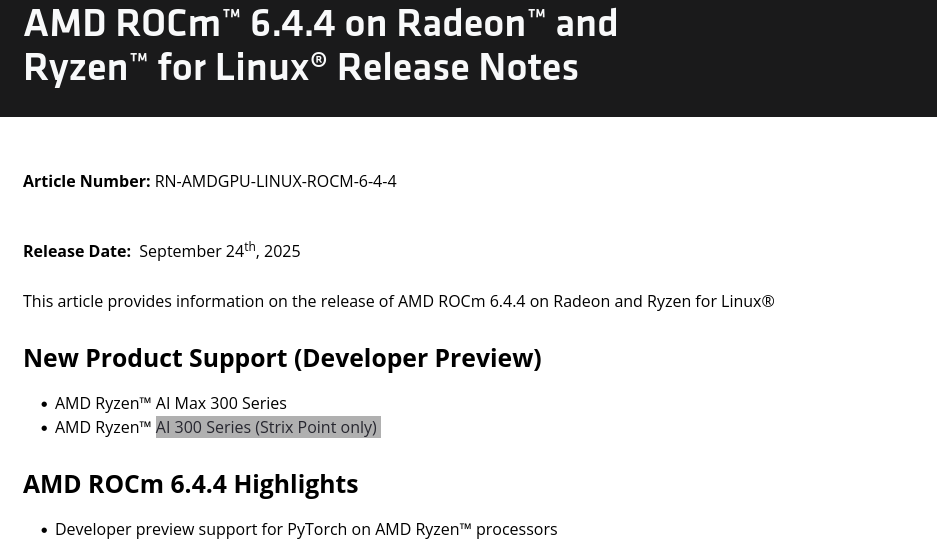 AMD ROCm™ 6.4.4 on Radeon™ and
Ryzen™ for Linux® Release Notes
Article Number: RN-AMDGPU-LINUX-ROCM-6-4-4
Release Date: September 24th, 2025
This article provides information on the release of AMD ROCm 6.4.4 on Radeon and Ryzen for Linux®
New Product Support (Developer Preview)
• AMD Ryzen™ AI Max 300 Series
• AMD Ryzen™ AI 300 Series (Strix Point only)
AMD ROCm 6.4.4 Highlights
• Developer preview support for PyTorch on AMD Ryzen™ processors